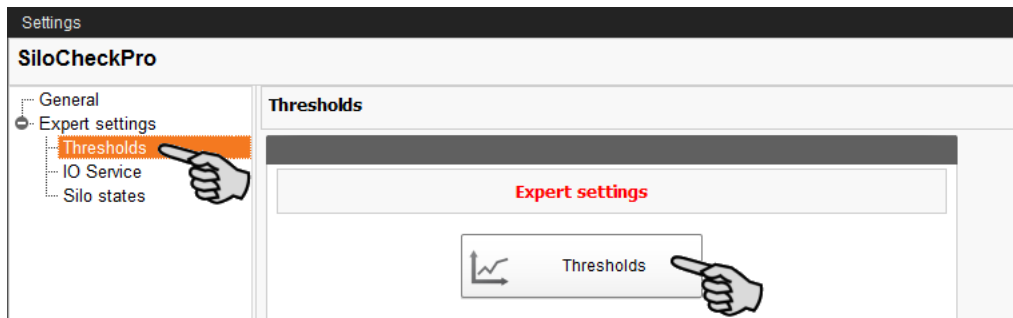 Settings
SiloCheckPro
General
Expert settings
Thresholds
IO Service
Silo states
Thresholds
Expert settings
Thresholds